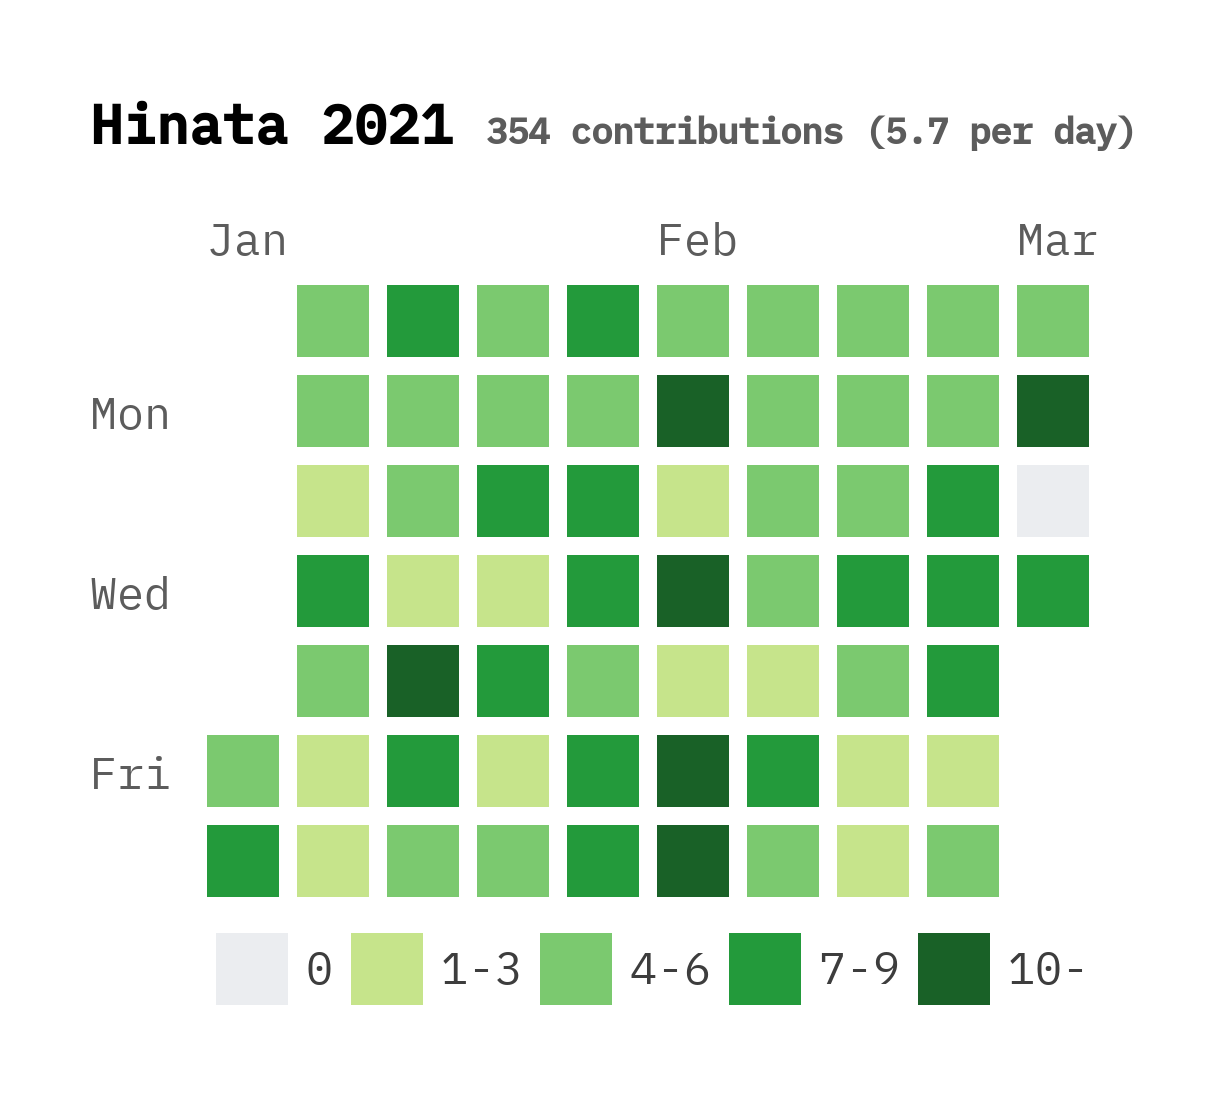 Hinata 2021 354 contributions (5.7 per day)
Jan Feb Mar
Mon
Wed
Fri
0 1-3 4-6 7-9 10-